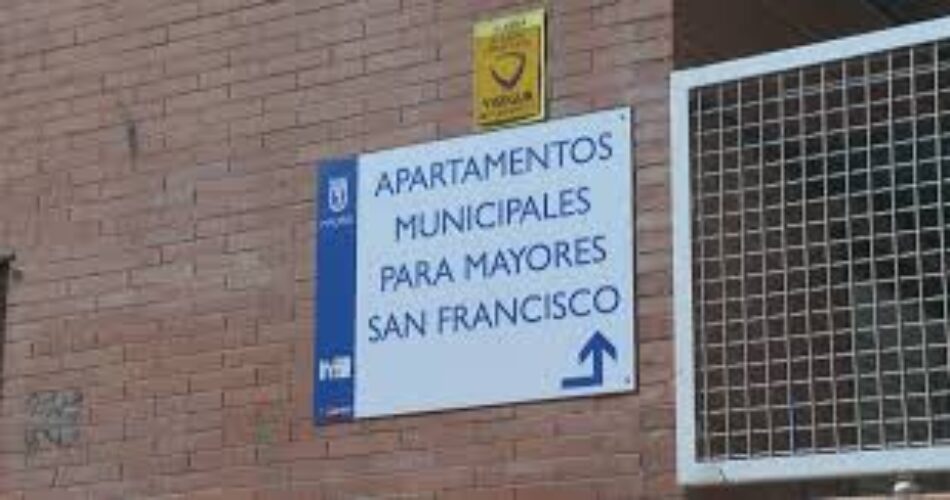 APARTAMENTOS
MUNICIPALES
PARA MAYORES
SAN FRANCISCO